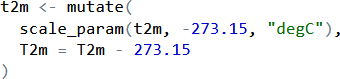 t2m <- mutate(
  scale_param(t2m, -273.15, "degC"),
  T2m = T2m - 273.15
)